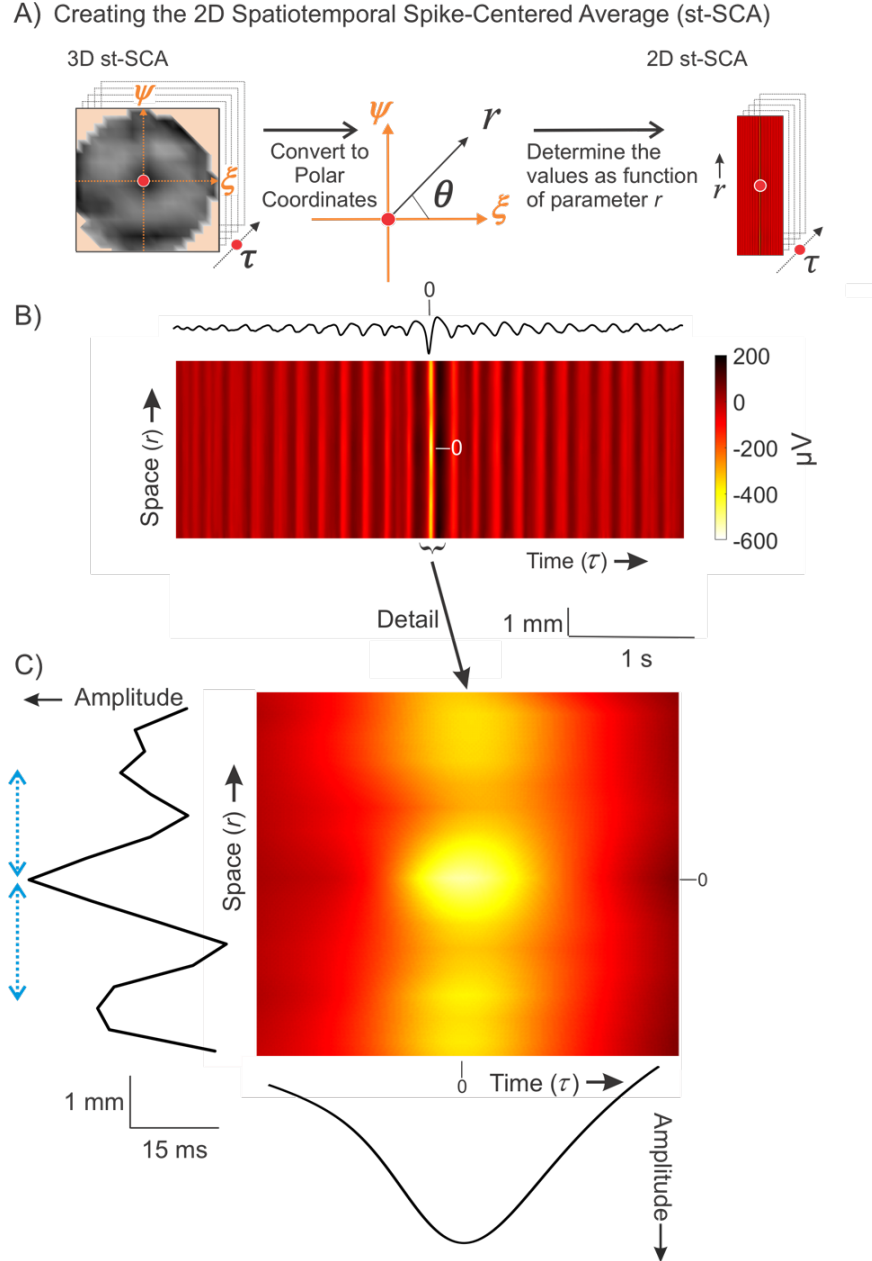 A) Creating the 2D Spatiotemporal Spike-Centered Average (st-SCA)
3D st-SCA
2D st-SCA
ψ
ξ
τ
Convert to
Polar
Coordinates
ψ
r
θ
ξ
Determine the
values as function
of parameter r
r
τ
B)
0
Space (r)
0
Time (τ)
200
0
-200
-400
-600
µV
Detail
1 mm
1 s
C)
Amplitude
Space (r)
0
0
Time (τ)
1 mm
15 ms
Amplitude